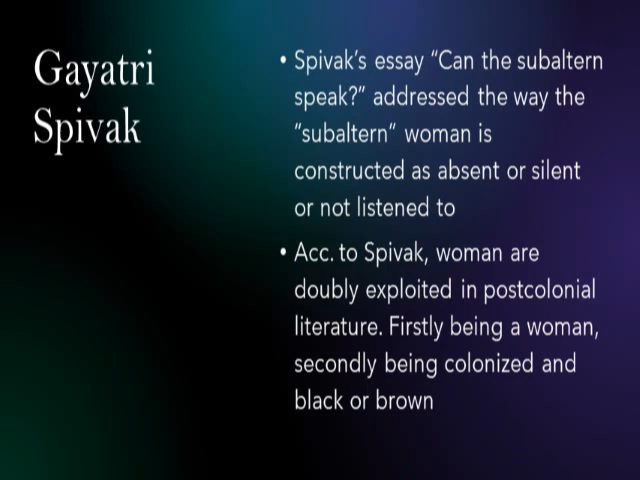 Gayatri
Spivak
• Spivak’s essay “Can the subaltern
speak?” addressed the way the
“subaltern” woman is
constructed as absent or silent
or not listened to
• Acc. to Spivak, woman are
doubly exploited in postcolonial
literature. Firstly being a woman,
secondly being colonized and
black or brown